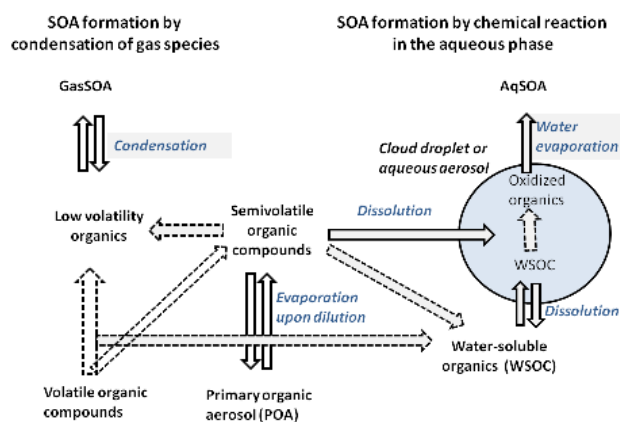 SOA formation by
condensation of gas species
SOA formation by chemical reaction
in the aqueous phase
GasSOA
AqSOA
Condensation
Water
evaporation
Cloud droplet or
aqueous aerosol
Oxidized
organics
Low volatility
organics
Semivolatile
organic
compounds
Dissolution
WSOC
Evaporation
upon dilution
Dissolution
Water-soluble
organics (WSOC)
Volatile organic
compounds
Primary organic
aerosol (POA)